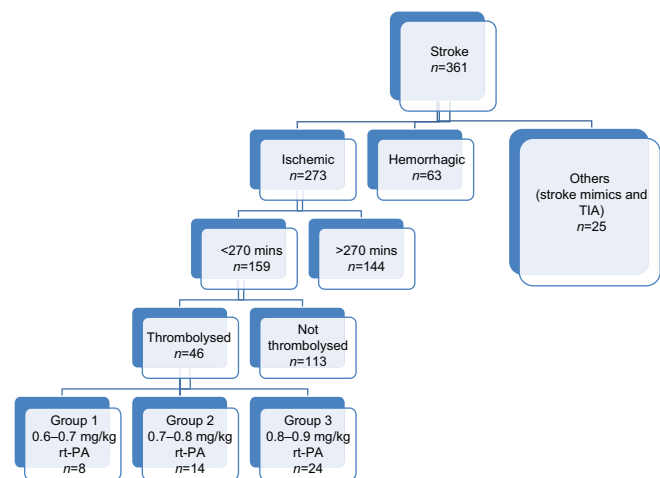 Stroke
n=361
Ischemic
n=273
Hemorrhagic
n=63
Others
(stroke mimics and
TIA)
n=25
<270 mins
n=159
>270 mins
n=144
Thrombolysed
n=46
Not
thrombolysed
n=113
Group 1
0.6–0.7 mg/kg
rt-PA
n=8
Group 2
0.7–0.8 mg/kg
rt-PA
n=14
Group 3
0.8–0.9 mg/kg
rt-PA
n=24